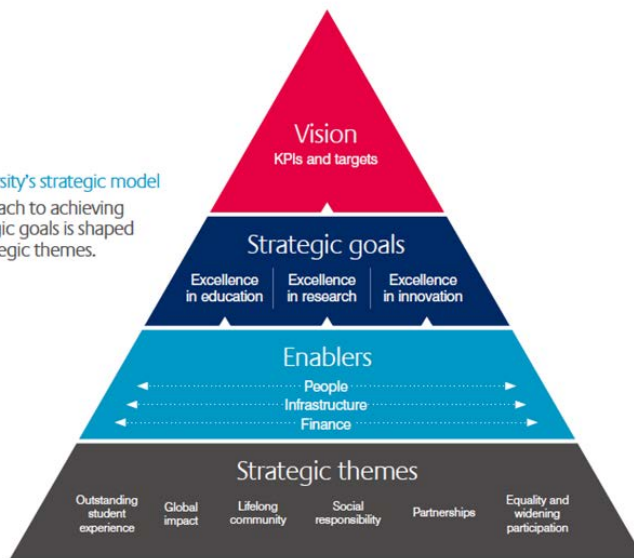 sity's strategic model
ach to achieving
gic goals is shaped
tegic themes.
Vision
KPIs and targets
Strategic goals
Excellence
in education
Excellence
in research
Excellence
in innovation
Enablers
People
Infrastructure
Finance
Strategic themes
Outstanding
student
experience
Global
impact
Lifelong
community
Social
responsibility
Partnerships
Equality and
widening
participation